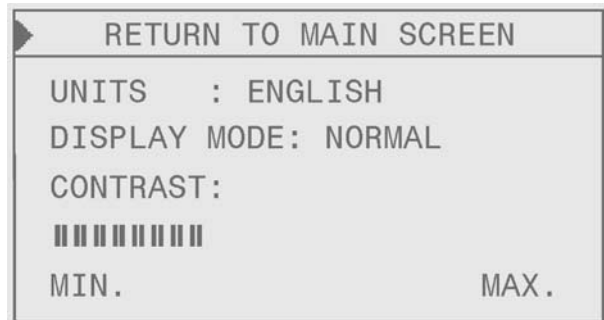 RETURN TO MAIN SCREEN
UNITS : ENGLISH
DISPLAY MODE: NORMAL
CONTRAST:
MIN. MAX.